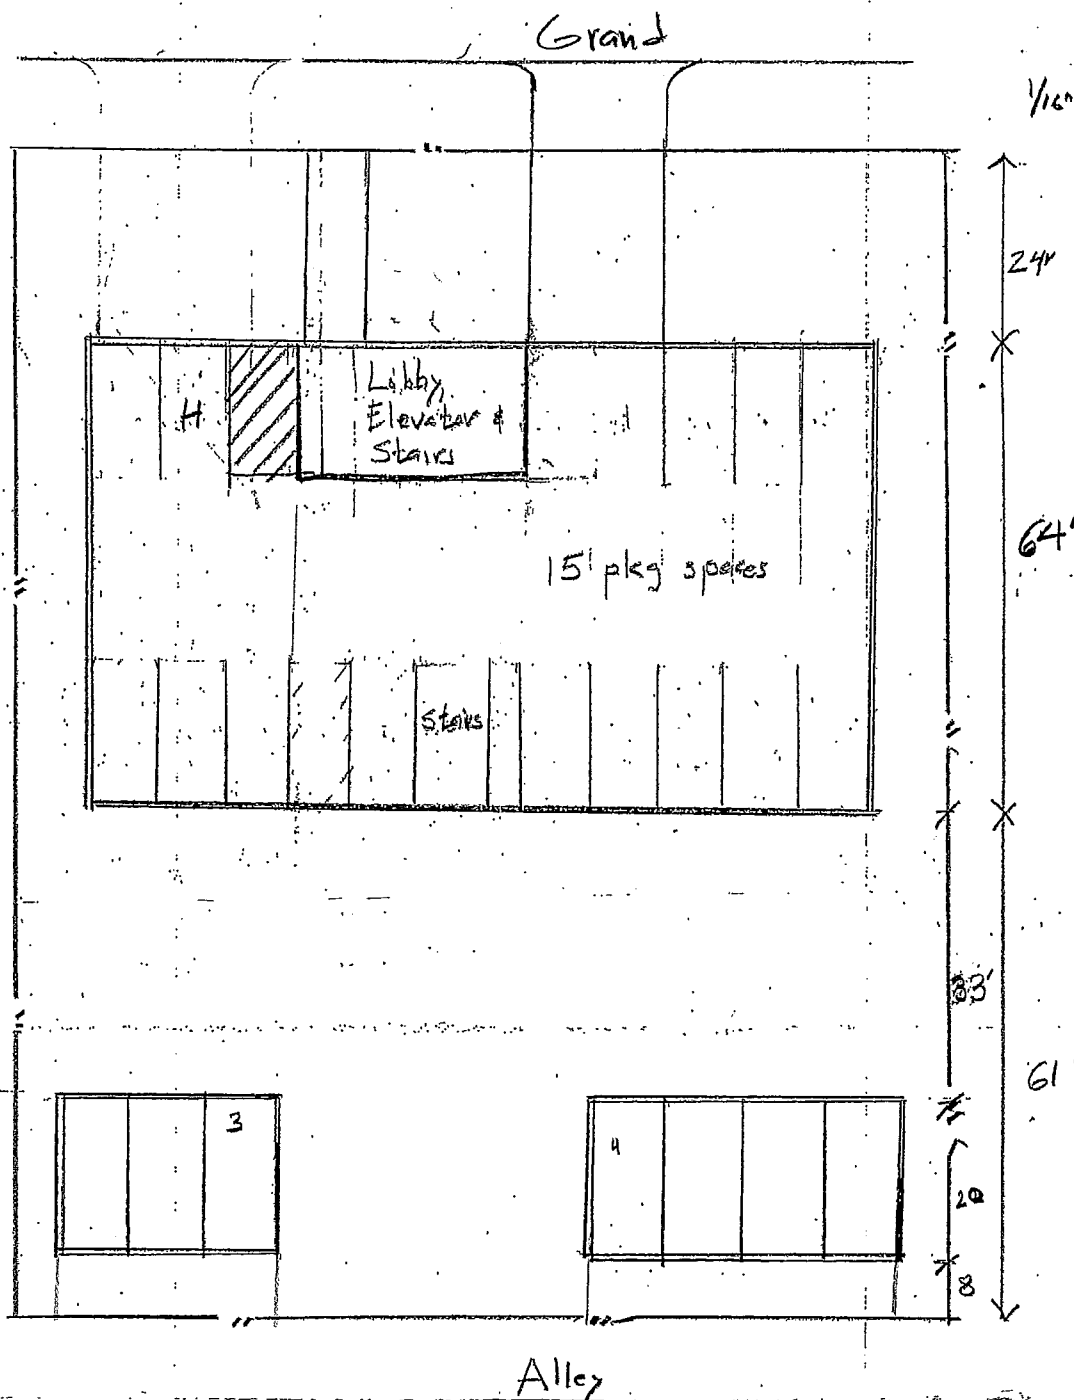 Grand
1/16"
24'
H
Lobby,
Elevator &
Stairs
64'
15' pkg spaces
Stairs
33'
61
3
4
20
8
Alley